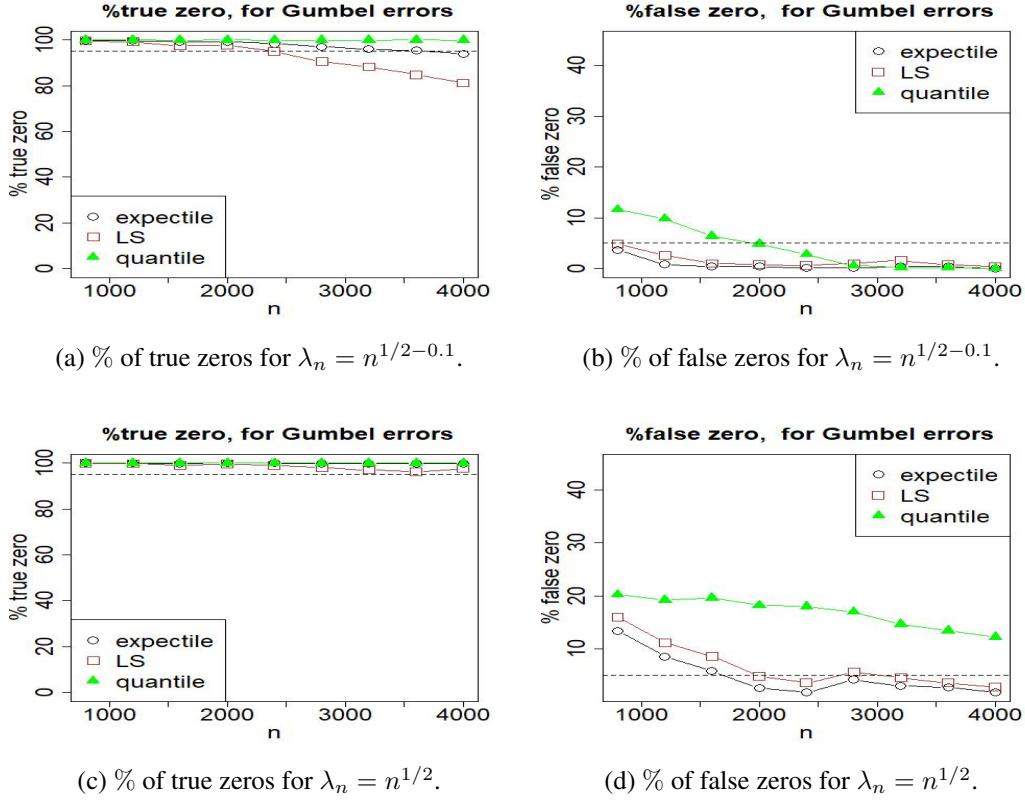 %true zero, for Gumbel errors
% true zero
100
80
60
40
20
0
expectile
LS
quantile
1000
2000
3000
4000
n
%false zero,  for Gumbel errors
% false zero
40
30
20
10
0
expectile
LS
quantile
1000
2000
3000
4000
n
(a) % of true zeros for λ_n = n^{1/2−0.1}.
(b) % of false zeros for λ_n = n^{1/2−0.1}.
%true zero, for Gumbel errors
% true zero
100
80
60
40
20
0
expectile
LS
quantile
1000
2000
3000
4000
n
%false zero,  for Gumbel errors
% false zero
40
30
20
10
expectile
LS
quantile
1000
2000
3000
4000
n
(c) % of true zeros for λ_n = n^{1/2}.
(d) % of false zeros for λ_n = n^{1/2}.